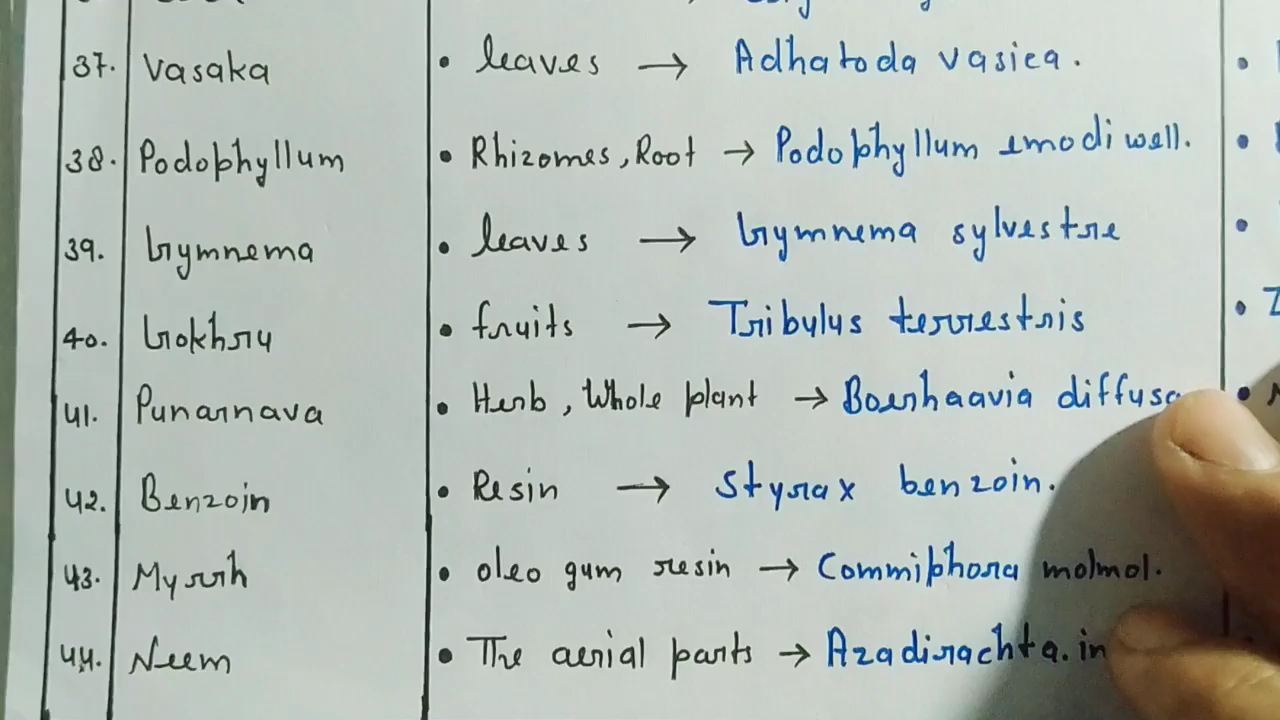 37. Vasaka • leaves → Adhatoda vasica.
38. Podophyllum • Rhizomes, Root → Podophyllum emodi well.
39. Gymnema • leaves → Gymnema sylvestre
40. Gokhru • fruits → Tribulus terrestris
41. Punarnava • Herb, Whole plant → Boerhaavia diffusa
42. Benzoin • Resin → Styrax benzoin.
43. Myrrh • oleo gum resin → Commiphora molmol.
44. Neem • The aerial parts → Azadirachta. in